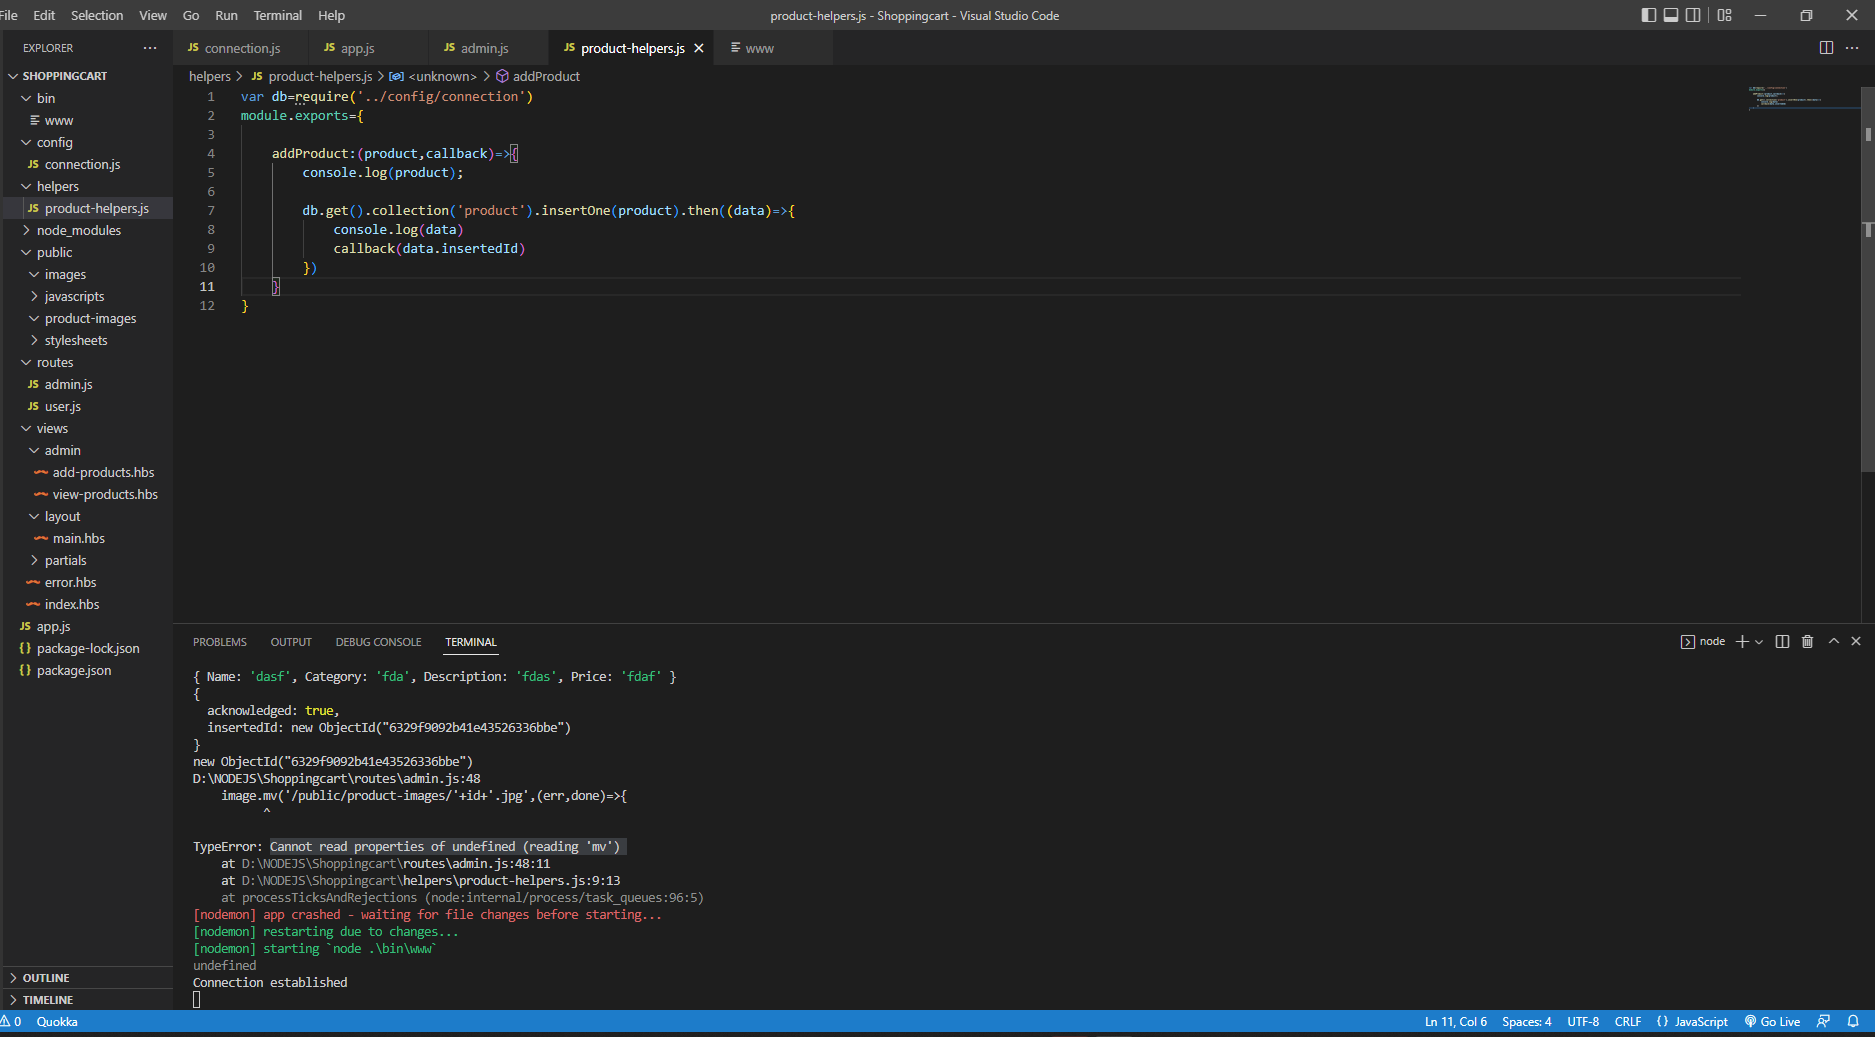 File Edit Selection View Go Run Terminal Help
product-helpers.js - Shoppingcart - Visual Studio Code
EXPLORER
SHOPPINGCART
bin
www
config
connection.js
helpers
product-helpers.js
node_modules
public
images
javascripts
product-images
stylesheets
routes
admin.js
user.js
views
admin
add-products.hbs
view-products.hbs
layout
main.hbs
partials
error.hbs
index.hbs
app.js
package-lock.json
package.json
OUTLINE
TIMELINE
JS connection.js JS app.js JS admin.js JS product-helpers.js www
helpers > JS product-helpers.js > <unknown> > addProduct
1 var db=require('../config/connection')
2 module.exports={
3
4 addProduct:(product,callback)=>{
5 console.log(product);
6
7 db.get().collection('product').insertOne(product).then((data)=>{
8 console.log(data)
9 callback(data.insertedId)
10 })
11 }
12 }
PROBLEMS OUTPUT DEBUG CONSOLE TERMINAL
node
{ Name: 'dasf', Category: 'fda', Description: 'fdas', Price: 'fdaf' }
{
acknowledged: true,
insertedId: new ObjectId("6329f9092b41e43526336bbe")
}
new ObjectId("6329f9092b41e43526336bbe")
D:\NODEJS\Shoppingcart\routes\admin.js:48
image.mv('/public/product-images/'+id+'.jpg',(err,done)=>{
^
TypeError: Cannot read properties of undefined (reading 'mv')
at D:\NODEJS\Shoppingcart\routes\admin.js:48:11
at D:\NODEJS\Shoppingcart\helpers\product-helpers.js:9:13
at processTicksAndRejections (node:internal/process/task_queues:96:5)
[nodemon] app crashed - waiting for file changes before starting...
[nodemon] restarting due to changes...
[nodemon] starting `node .\bin\www`
undefined
Connection established
0 Quokka
Ln 11, Col 6 Spaces: 4 UTF-8 CRLF {} JavaScript Go Live